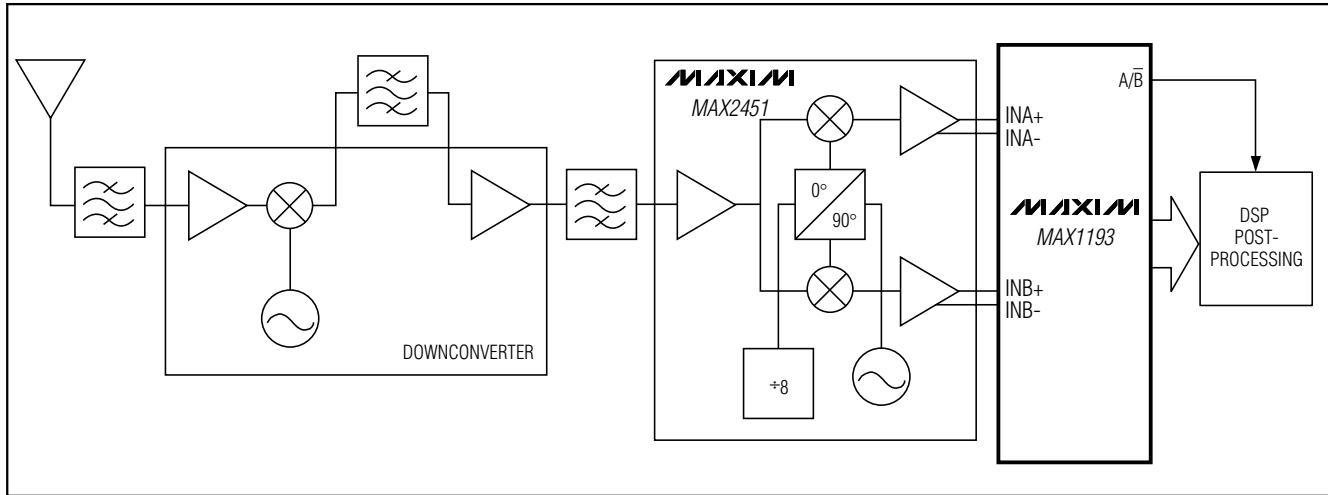 MAXIM
MAX2451
A/B̅
INA+
INA-
0°
90°
MAXIM
MAX1193
DSP
POST-
PROCESSING
INB+
INB-
DOWNCONVERTER
÷8